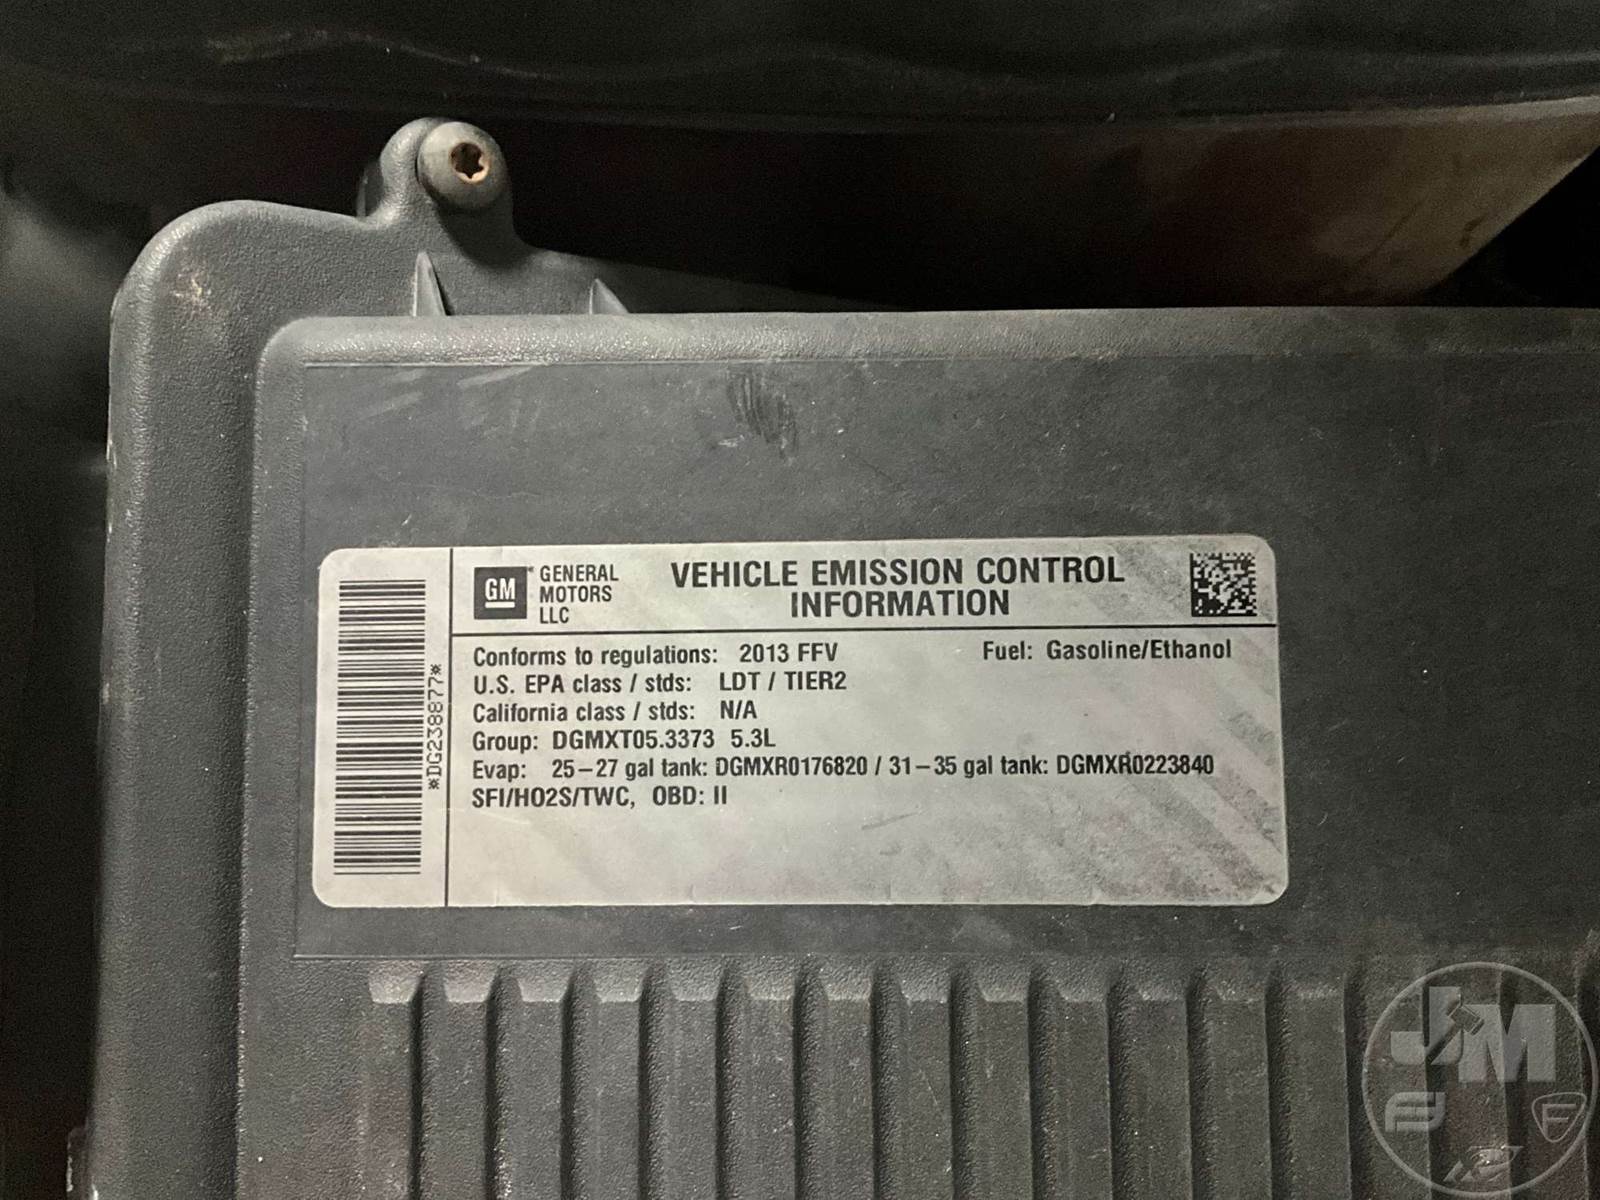 GM
GENERAL
MOTORS
LLC
VEHICLE EMISSION CONTROL
INFORMATION
Conforms to regulations: 2013 FFV Fuel: Gasoline/Ethanol
U.S. EPA class / stds: LDT / TIER2
California class / stds: N/A
Group: DGMXT05.3373 5.3L
Evap: 25-27 gal tank: DGMXR0176820 / 31-35 gal tank: DGMXR0223840
SFI/HO2S/TWC, OBD: II
*DG238877*
JM